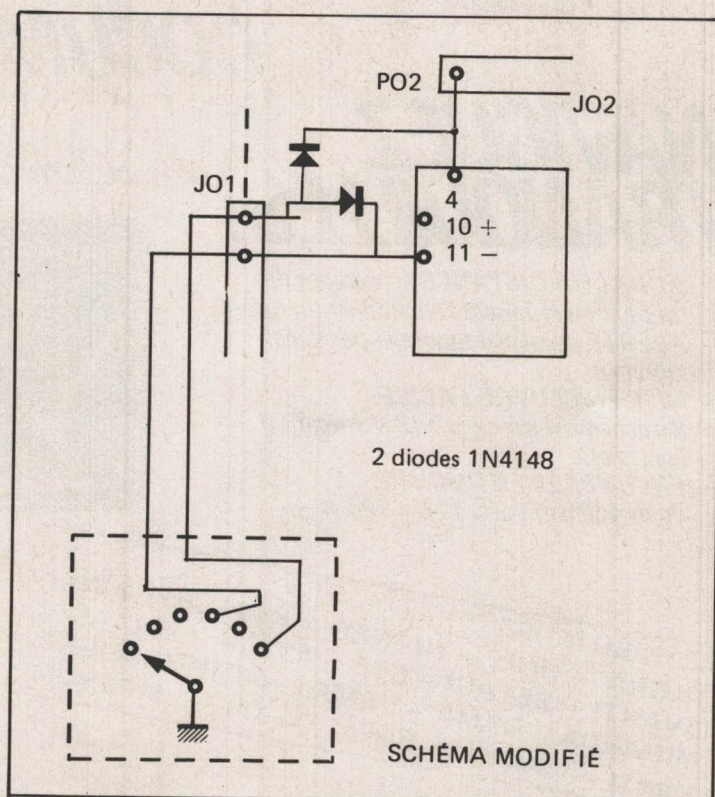 PO2
JO2
JO1
4
10 +
11 −
2 diodes 1N4148
SCHÉMA MODIFIÉ